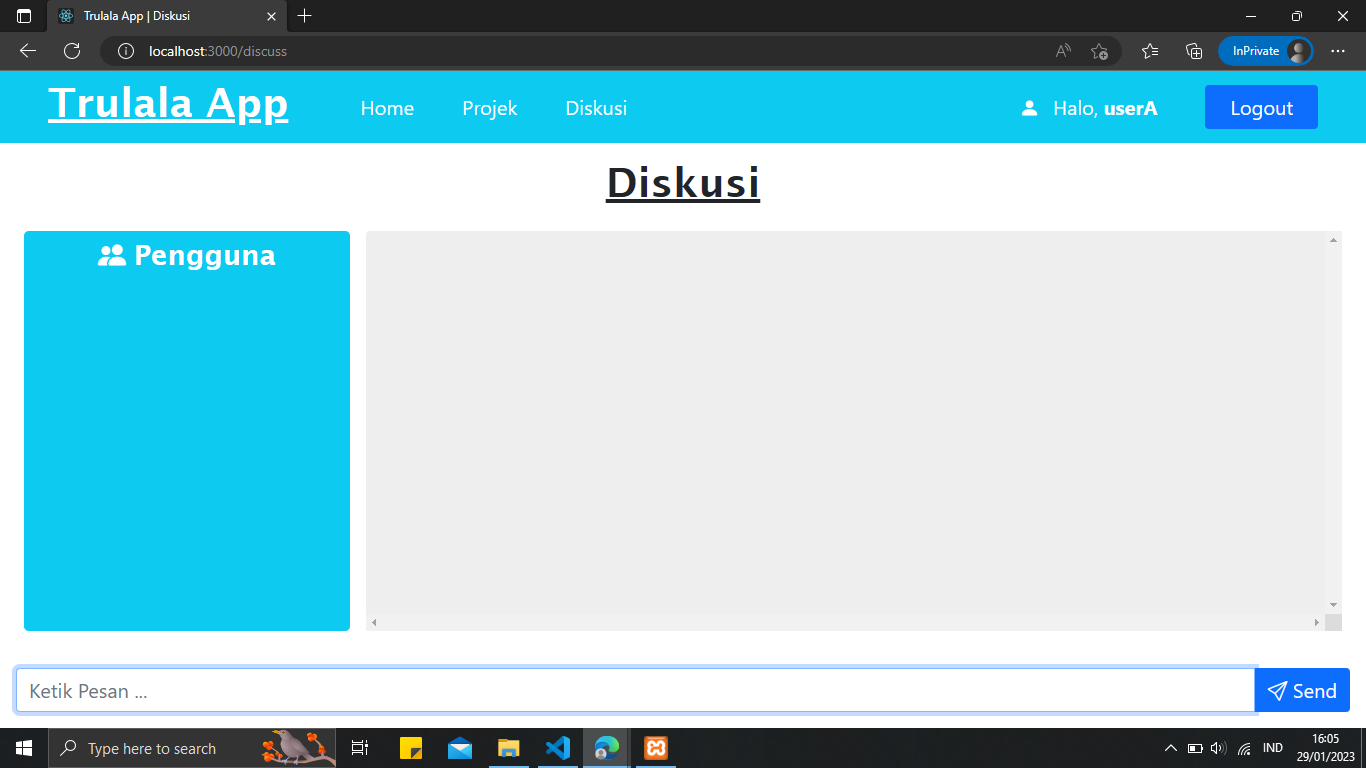 Trulala App | Diskusi
localhost:3000/discuss
InPrivate
Trulala App
Home
Projek
Diskusi
Halo, userA
Logout
Diskusi
Pengguna
Ketik Pesan ...
Send
Type here to search
IND
16:05
29/01/2023